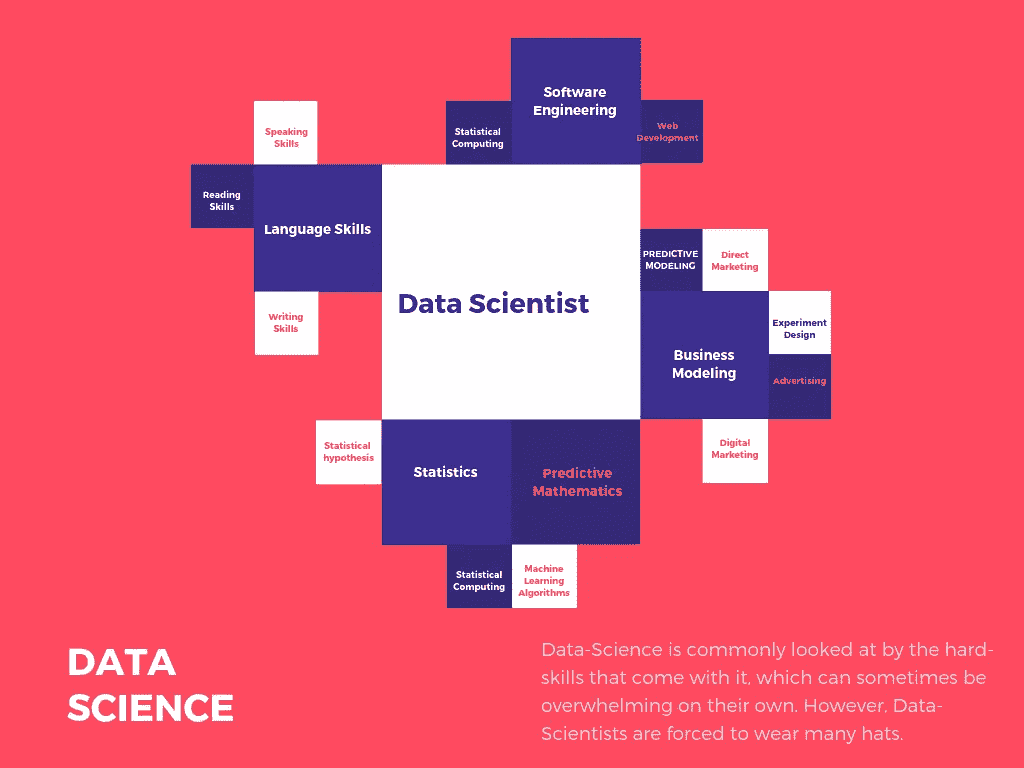 Software
Engineering
Statistical
Computing
Web
Development
Speaking
Skills
Reading
Skills
Language Skills
Writing
Skills
Data Scientist
PREDICTIVE
MODELING
Direct
Marketing
Business
Modeling
Experiment
Design
Advertising
Digital
Marketing
Statistical
hypothesis
Statistics
Predictive
Mathematics
Statistical
Computing
Machine
Learning
Algorithms
DATA
SCIENCE
Data-Science is commonly looked at by the hard-
skills that come with it, which can sometimes be
overwhelming on their own. However, Data-
Scientists are forced to wear many hats.